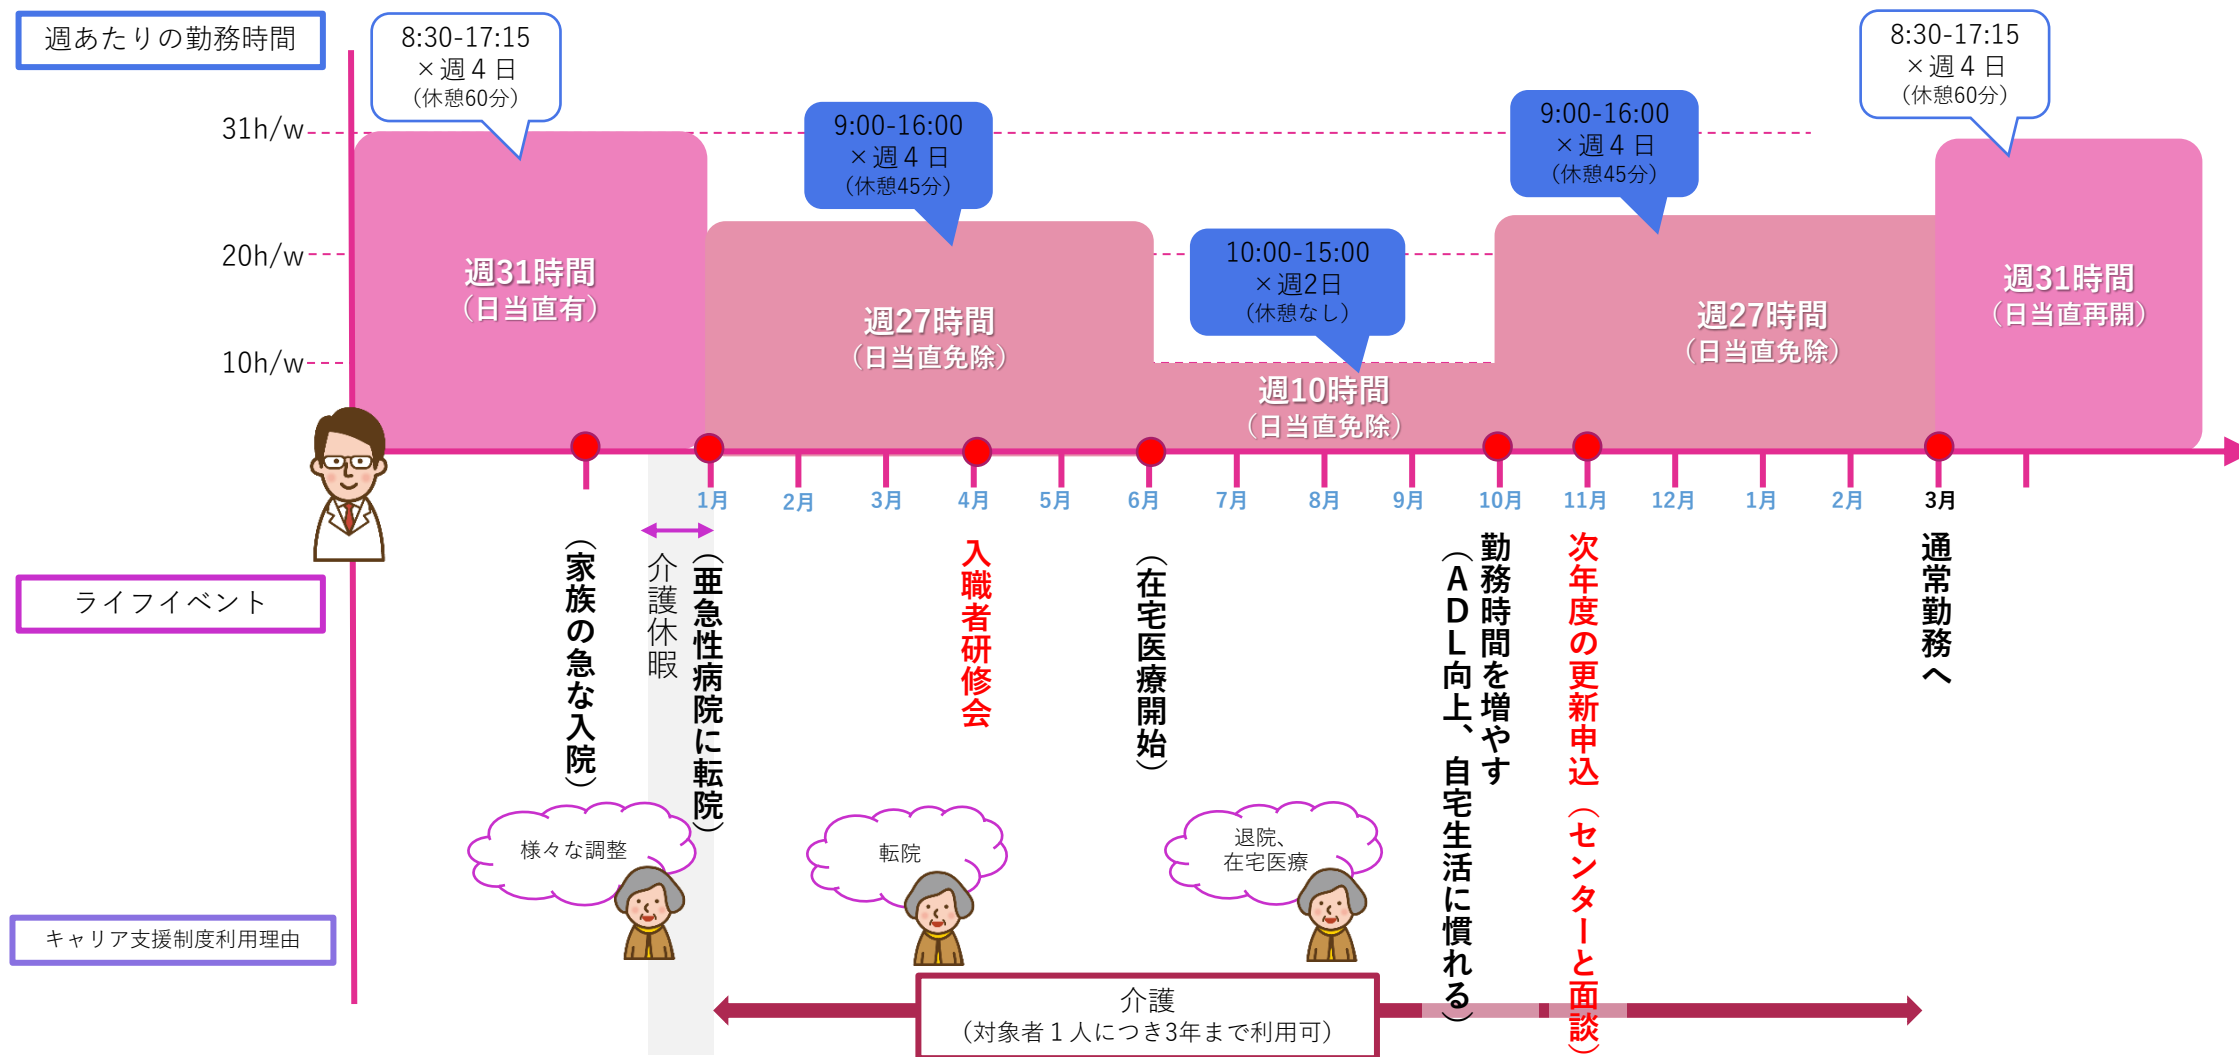 週あたりの勤務時間
8:30-17:15
×週４日
（休憩60分）
8:30-17:15
×週４日
（休憩60分）
9:00-16:00
×週４日
（休憩45分）
9:00-16:00
×週４日
（休憩45分）
10:00-15:00
×週2日
（休憩なし）
31h/w
20h/w
10h/w
週31時間
（日当直有）
週27時間
（日当直免除）
週10時間
（日当直免除）
週27時間
（日当直免除）
週31時間
（日当直再開）
1月
2月
3月
4月
5月
6月
7月
8月
9月
10月
11月
12月
1月
2月
3月
ライフイベント
（家族の急な入院）
介護休暇
（亜急性病院に転院）
入職者研修会
（在宅医療開始）
勤務時間を増やす
（ＡＤＬ向上、自宅生活に慣れる）
次年度の更新申込（センターと面談）
通常勤務へ
様々な調整
転院
退院、
在宅医療
キャリア支援制度利用理由
介護
（対象者１人につき3年まで利用可）